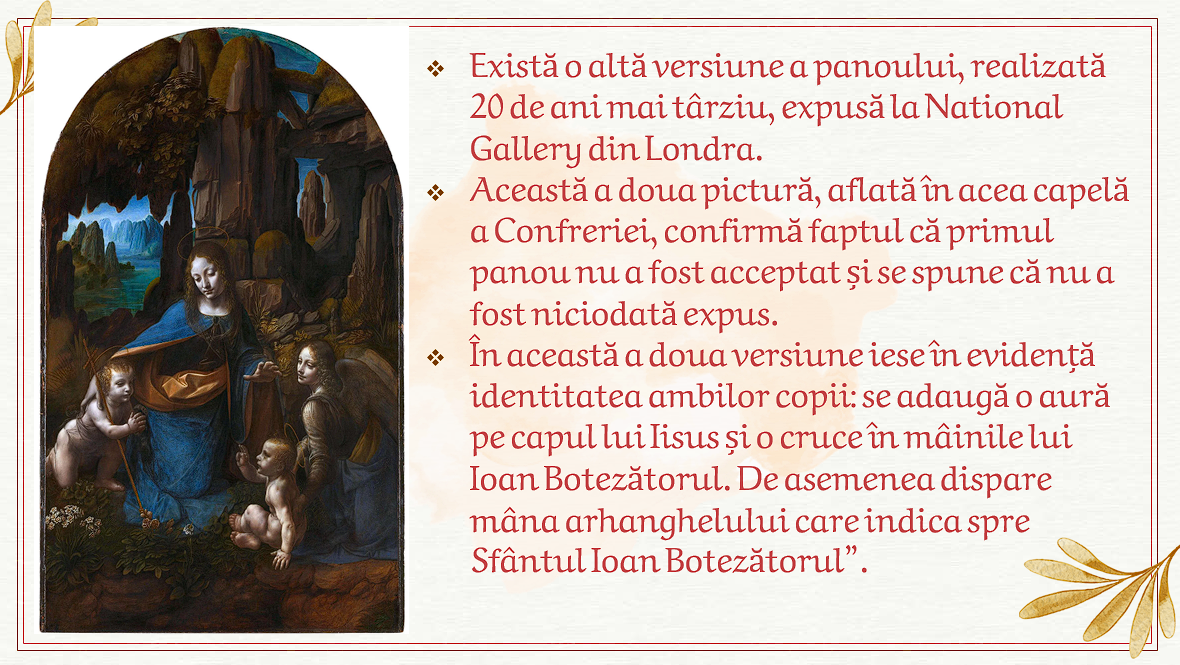 ❖ Există o altă versiune a panoului, realizată
20 de ani mai târziu, expusă la National
Gallery din Londra.
❖ Această a doua pictură, aflată în acea capelă
a Confreriei, confirmă faptul că primul
panou nu a fost acceptat și se spune că nu a
fost niciodată expus.
❖ În această a doua versiune iese în evidență
identitatea ambilor copii: se adaugă o aură
pe capul lui Iisus și o cruce în mâinile lui
Ioan Botezătorul. De asemenea dispare
mâna arhanghelului care indica spre
Sfântul Ioan Botezătorul”.